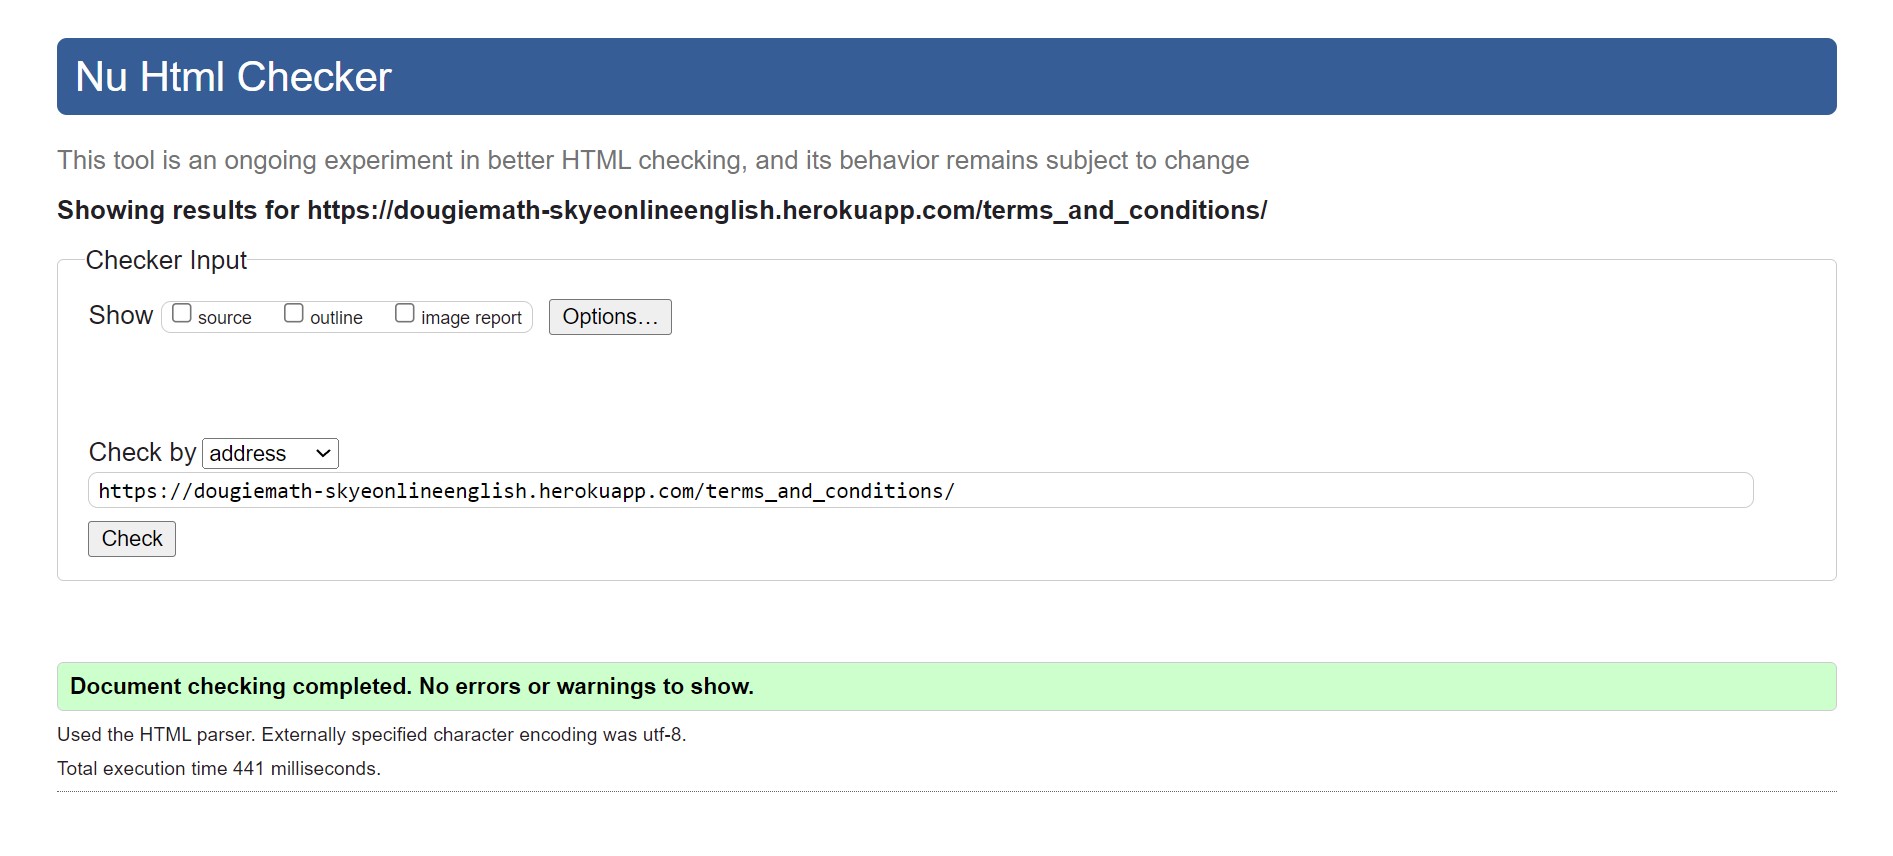 Nu Html Checker
This tool is an ongoing experiment in better HTML checking, and its behavior remains subject to change
Showing results for https://dougiemath-skyeonlineenglish.herokuapp.com/terms_and_conditions/
Checker Input
Show source outline image report Options…
Check by address
https://dougiemath-skyeonlineenglish.herokuapp.com/terms_and_conditions/
Check
Document checking completed. No errors or warnings to show.
Used the HTML parser. Externally specified character encoding was utf-8.
Total execution time 441 milliseconds.